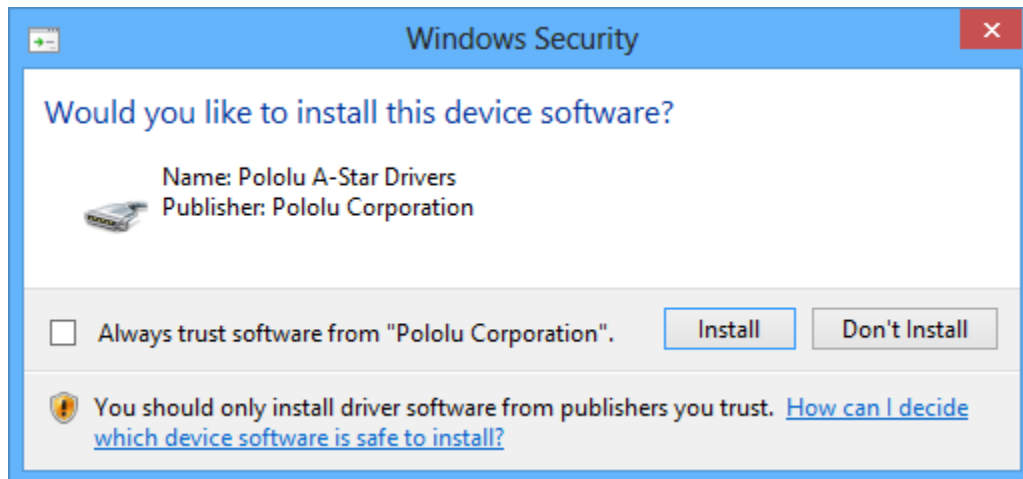 Windows Security
Would you like to install this device software?
Name: Pololu A-Star Drivers
Publisher: Pololu Corporation
Always trust software from "Pololu Corporation".
Install
Don't Install
You should only install driver software from publishers you trust. How can I decide
which device software is safe to install?